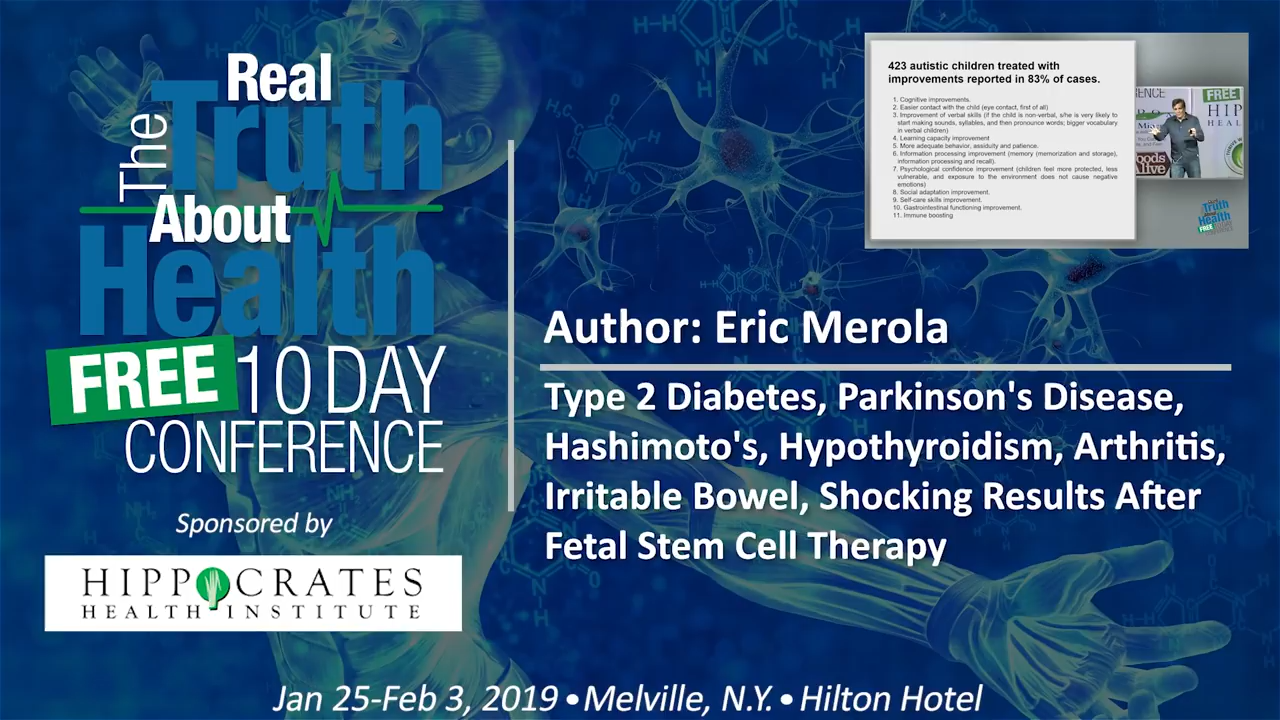 The
Real
Truth
About
Health
FREE 10 DAY
CONFERENCE
Sponsored by
HIPPOCRATES
HEALTH INSTITUTE
423 autistic children treated with
improvements reported in 83% of cases.
1. Cognitive improvements.
2. Easier contact with the child (eye contact, first of all)
3. Improvement of verbal skills (if the child is non-verbal, s/he is very likely to
start making sounds, syllables, and then pronounce words; bigger vocabulary
in verbal children)
4. Learning capacity improvement
5. More adequate behavior, assiduity and patience.
6. Information processing improvement (memory (memorization and storage),
information processing and recall).
7. Psychological confidence improvement (children feel more protected, less
vulnerable, and exposure to the environment does not cause negative
emotions)
8. Social adaptation improvement.
9. Self-care skills improvement.
10. Gastrointestinal functioning improvement.
11. Immune boosting
FREE
HIP
HEAL
Truth
Health
FREE
Author: Eric Merola
Type 2 Diabetes, Parkinson's Disease,
Hashimoto's, Hypothyroidism, Arthritis,
Irritable Bowel, Shocking Results After
Fetal Stem Cell Therapy
Jan 25-Feb 3, 2019 • Melville, N.Y. • Hilton Hotel